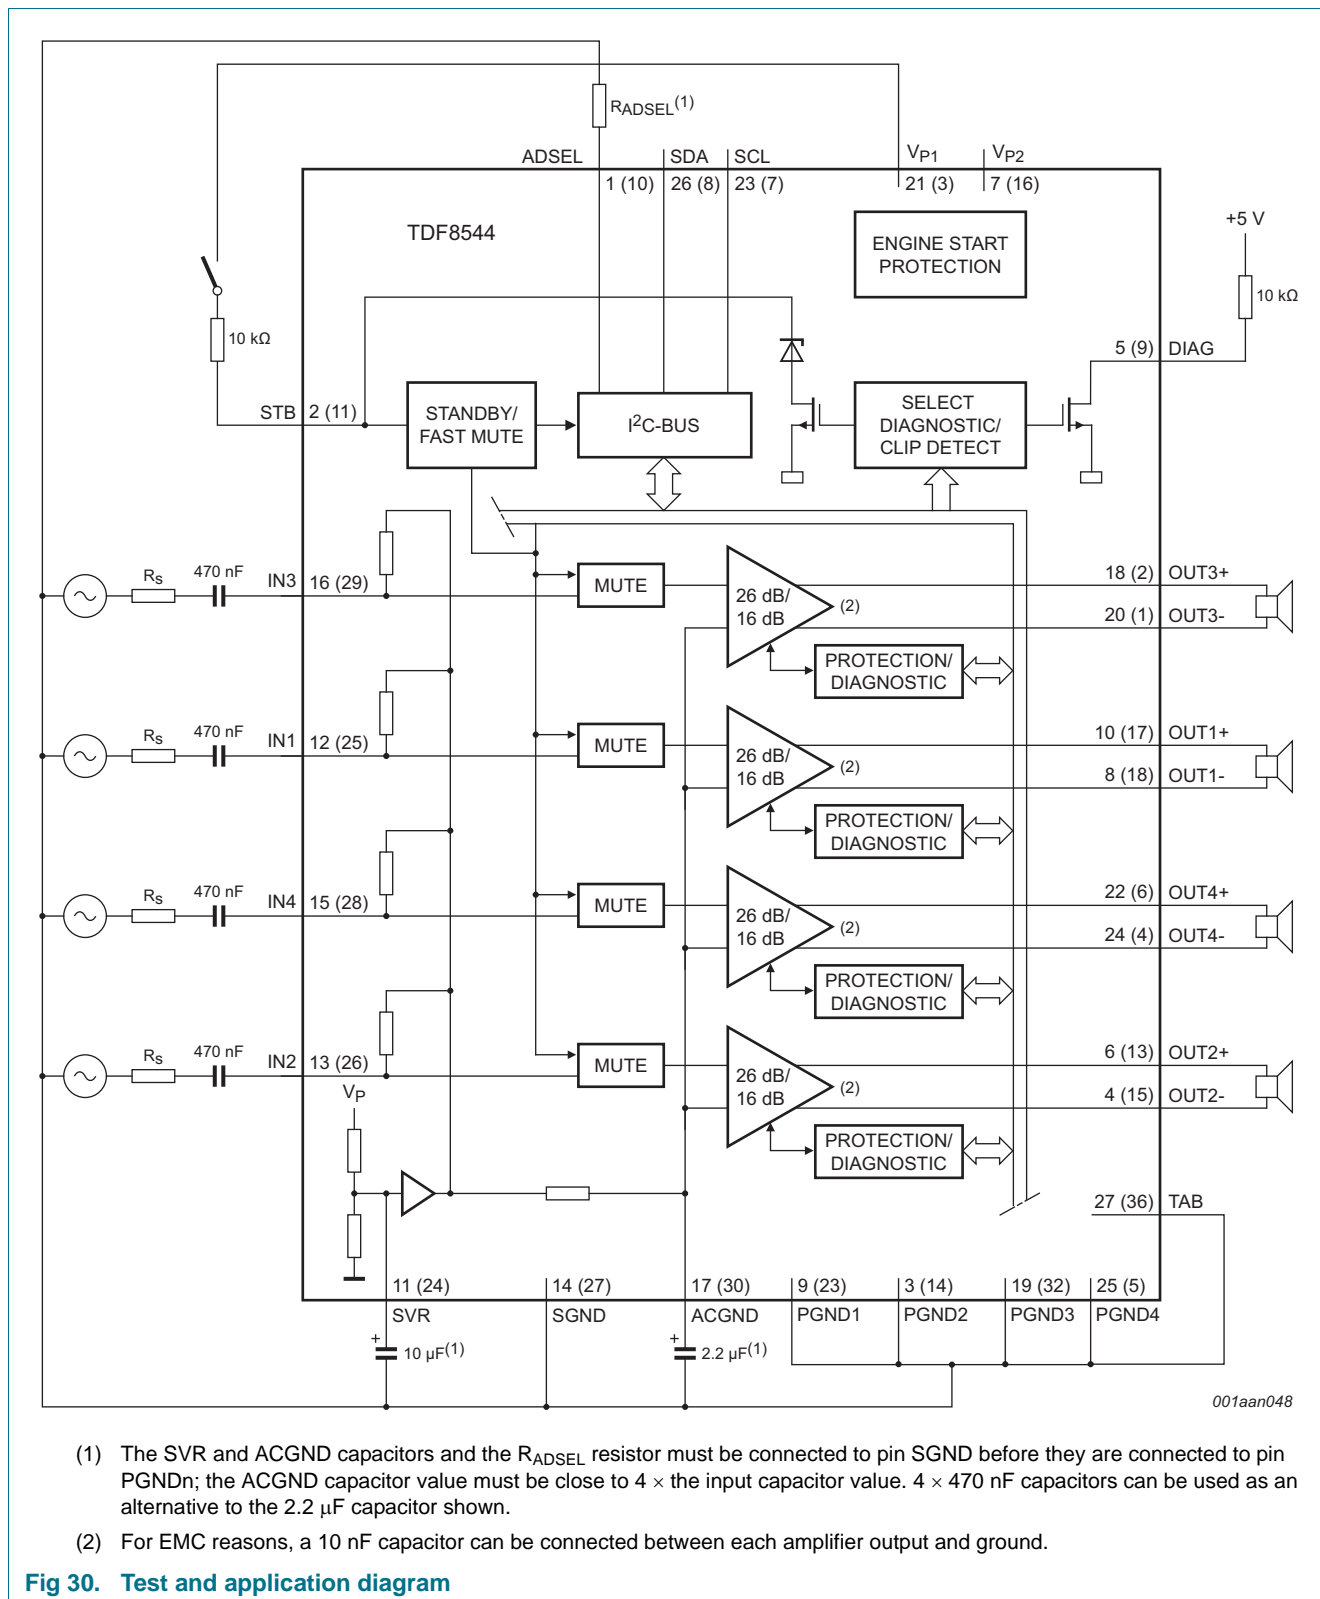 R_ADSEL(1)
ADSEL SDA SCL VP1 VP2
1 (10) 26 (8) 23 (7) 21 (3) 7 (16)
TDF8544
ENGINE START
PROTECTION
+5 V
10 kΩ
10 kΩ
5 (9) DIAG
STB 2 (11)
STANDBY/
FAST MUTE
I²C-BUS
SELECT
DIAGNOSTIC/
CLIP DETECT
Rs 470 nF IN3 16 (29)
MUTE
26 dB/
16 dB
(2)
18 (2) OUT3+
20 (1) OUT3-
PROTECTION/
DIAGNOSTIC
Rs 470 nF IN1 12 (25)
MUTE
26 dB/
16 dB
(2)
10 (17) OUT1+
8 (18) OUT1-
PROTECTION/
DIAGNOSTIC
Rs 470 nF IN4 15 (28)
MUTE
26 dB/
16 dB
(2)
22 (6) OUT4+
24 (4) OUT4-
PROTECTION/
DIAGNOSTIC
Rs 470 nF IN2 13 (26)
MUTE
26 dB/
16 dB
(2)
6 (13) OUT2+
4 (15) OUT2-
PROTECTION/
DIAGNOSTIC
VP
27 (36) TAB
11 (24) 14 (27) 17 (30) 9 (23) 3 (14) 19 (32) 25 (5)
SVR SGND ACGND PGND1 PGND2 PGND3 PGND4
+ 10 µF(1)
+ 2.2 µF(1)
001aan048
(1) The SVR and ACGND capacitors and the R_ADSEL resistor must be connected to pin SGND before they are connected to pin
PGNDn; the ACGND capacitor value must be close to 4 × the input capacitor value. 4 × 470 nF capacitors can be used as an
alternative to the 2.2 µF capacitor shown.
(2) For EMC reasons, a 10 nF capacitor can be connected between each amplifier output and ground.
Fig 30. Test and application diagram